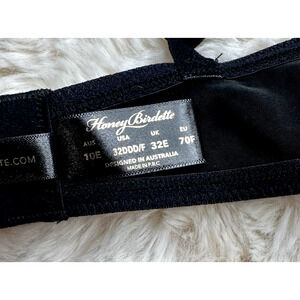 TE.COM
Honey Birdette
AUS USA UK EU
10E 32DDD/F 32E 70F
DESIGNED IN AUSTRALIA
MADE IN P.R.C